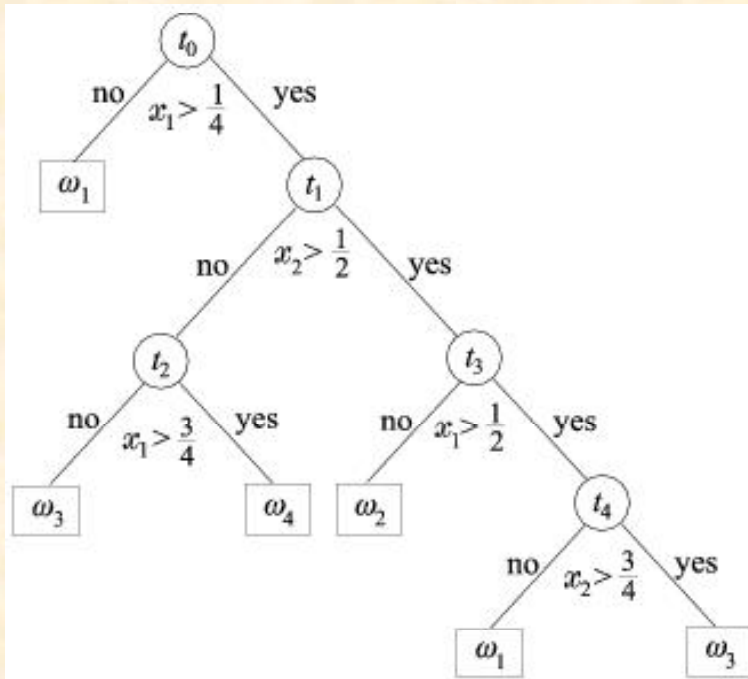 t₀
no
x₁ > 1/4
yes
ω₁
t₁
no
x₂ > 1/2
yes
t₂
t₃
no
x₁ > 3/4
yes
no
x₁ > 1/2
yes
ω₃
ω₄
ω₂
t₄
no
x₂ > 3/4
yes
ω₁
ω₃